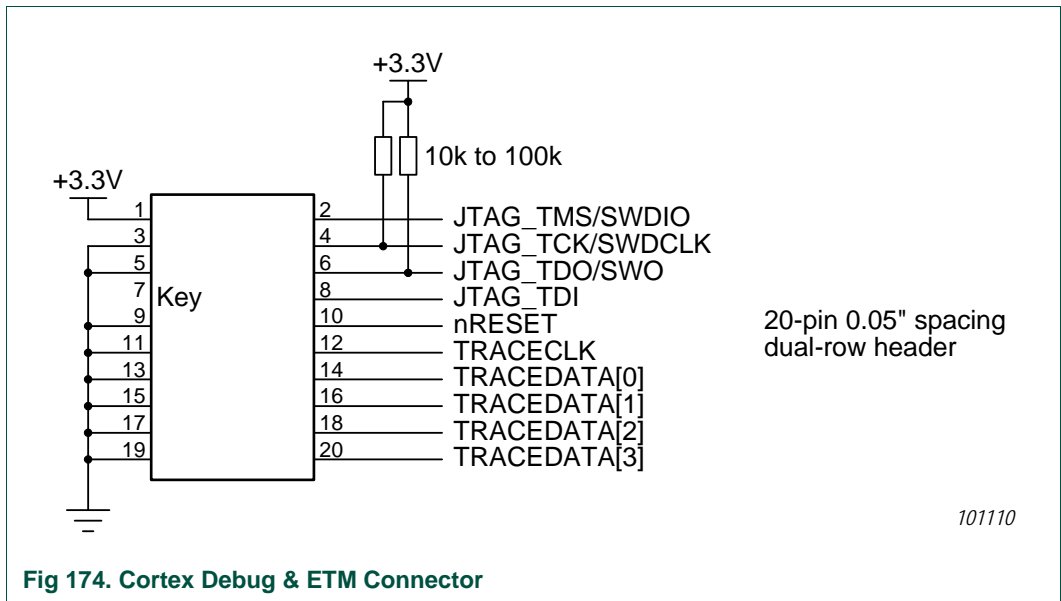 +3.3V
10k to 100k
+3.3V
1 2 JTAG_TMS/SWDIO
3 4 JTAG_TCK/SWDCLK
5 6 JTAG_TDO/SWO
7 Key 8 JTAG_TDI
9 10 nRESET
11 12 TRACECLK
13 14 TRACEDATA[0]
15 16 TRACEDATA[1]
17 18 TRACEDATA[2]
19 20 TRACEDATA[3]
20-pin 0.05" spacing
dual-row header
101110
Fig 174. Cortex Debug & ETM Connector